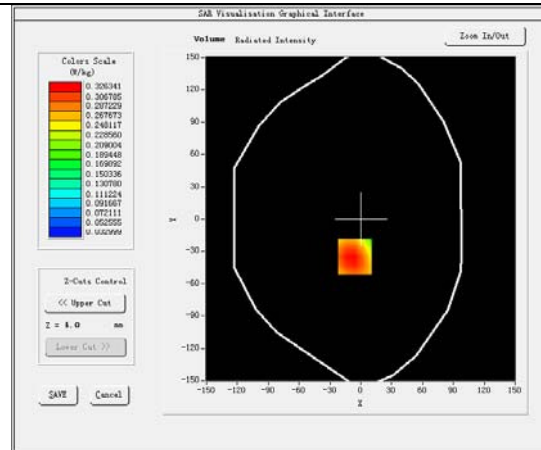 SAR Visualisation Graphical Interface
Volume Radiated Intensity
Zoom In/Out
Colors Scale
(W/kg)
0.326341
0.306785
0.287229
0.267673
0.248117
0.228560
0.209004
0.189448
0.169892
0.150336
0.130780
0.111224
0.091667
0.072111
0.052555
150
120
90
60
30
Y
0
-30
-60
-90
-120
-150
-150
-120
-90
-60
-30
0
30
60
90
120
150
X
Z-Cuts Control
<< Upper Cut
Z = 4.0 mm
Lower Cut >>
SAVE
Cancel